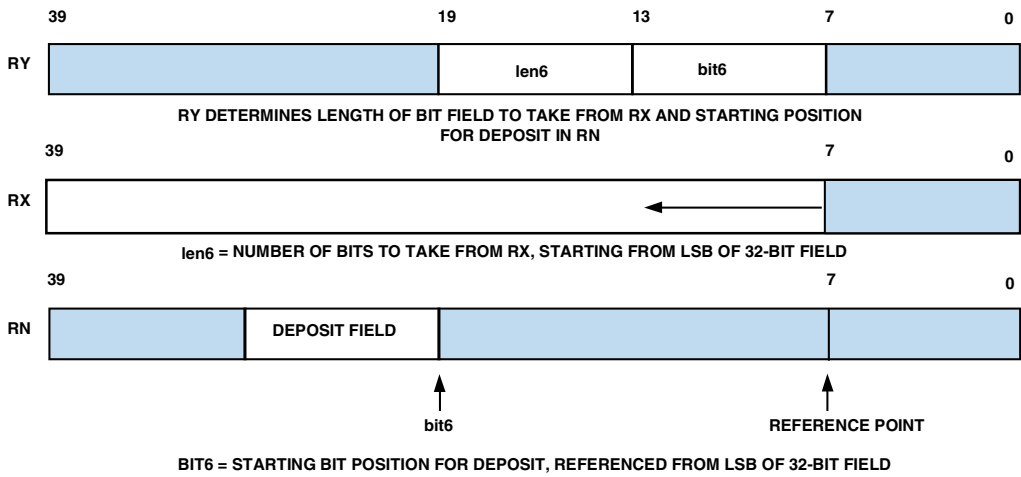 39 19 13 7 0
RY len6 bit6
RY DETERMINES LENGTH OF BIT FIELD TO TAKE FROM RX AND STARTING POSITION
FOR DEPOSIT IN RN
39 7 0
RX
len6 = NUMBER OF BITS TO TAKE FROM RX, STARTING FROM LSB OF 32-BIT FIELD
39 7 0
RN DEPOSIT FIELD
bit6 REFERENCE POINT
BIT6 = STARTING BIT POSITION FOR DEPOSIT, REFERENCED FROM LSB OF 32-BIT FIELD